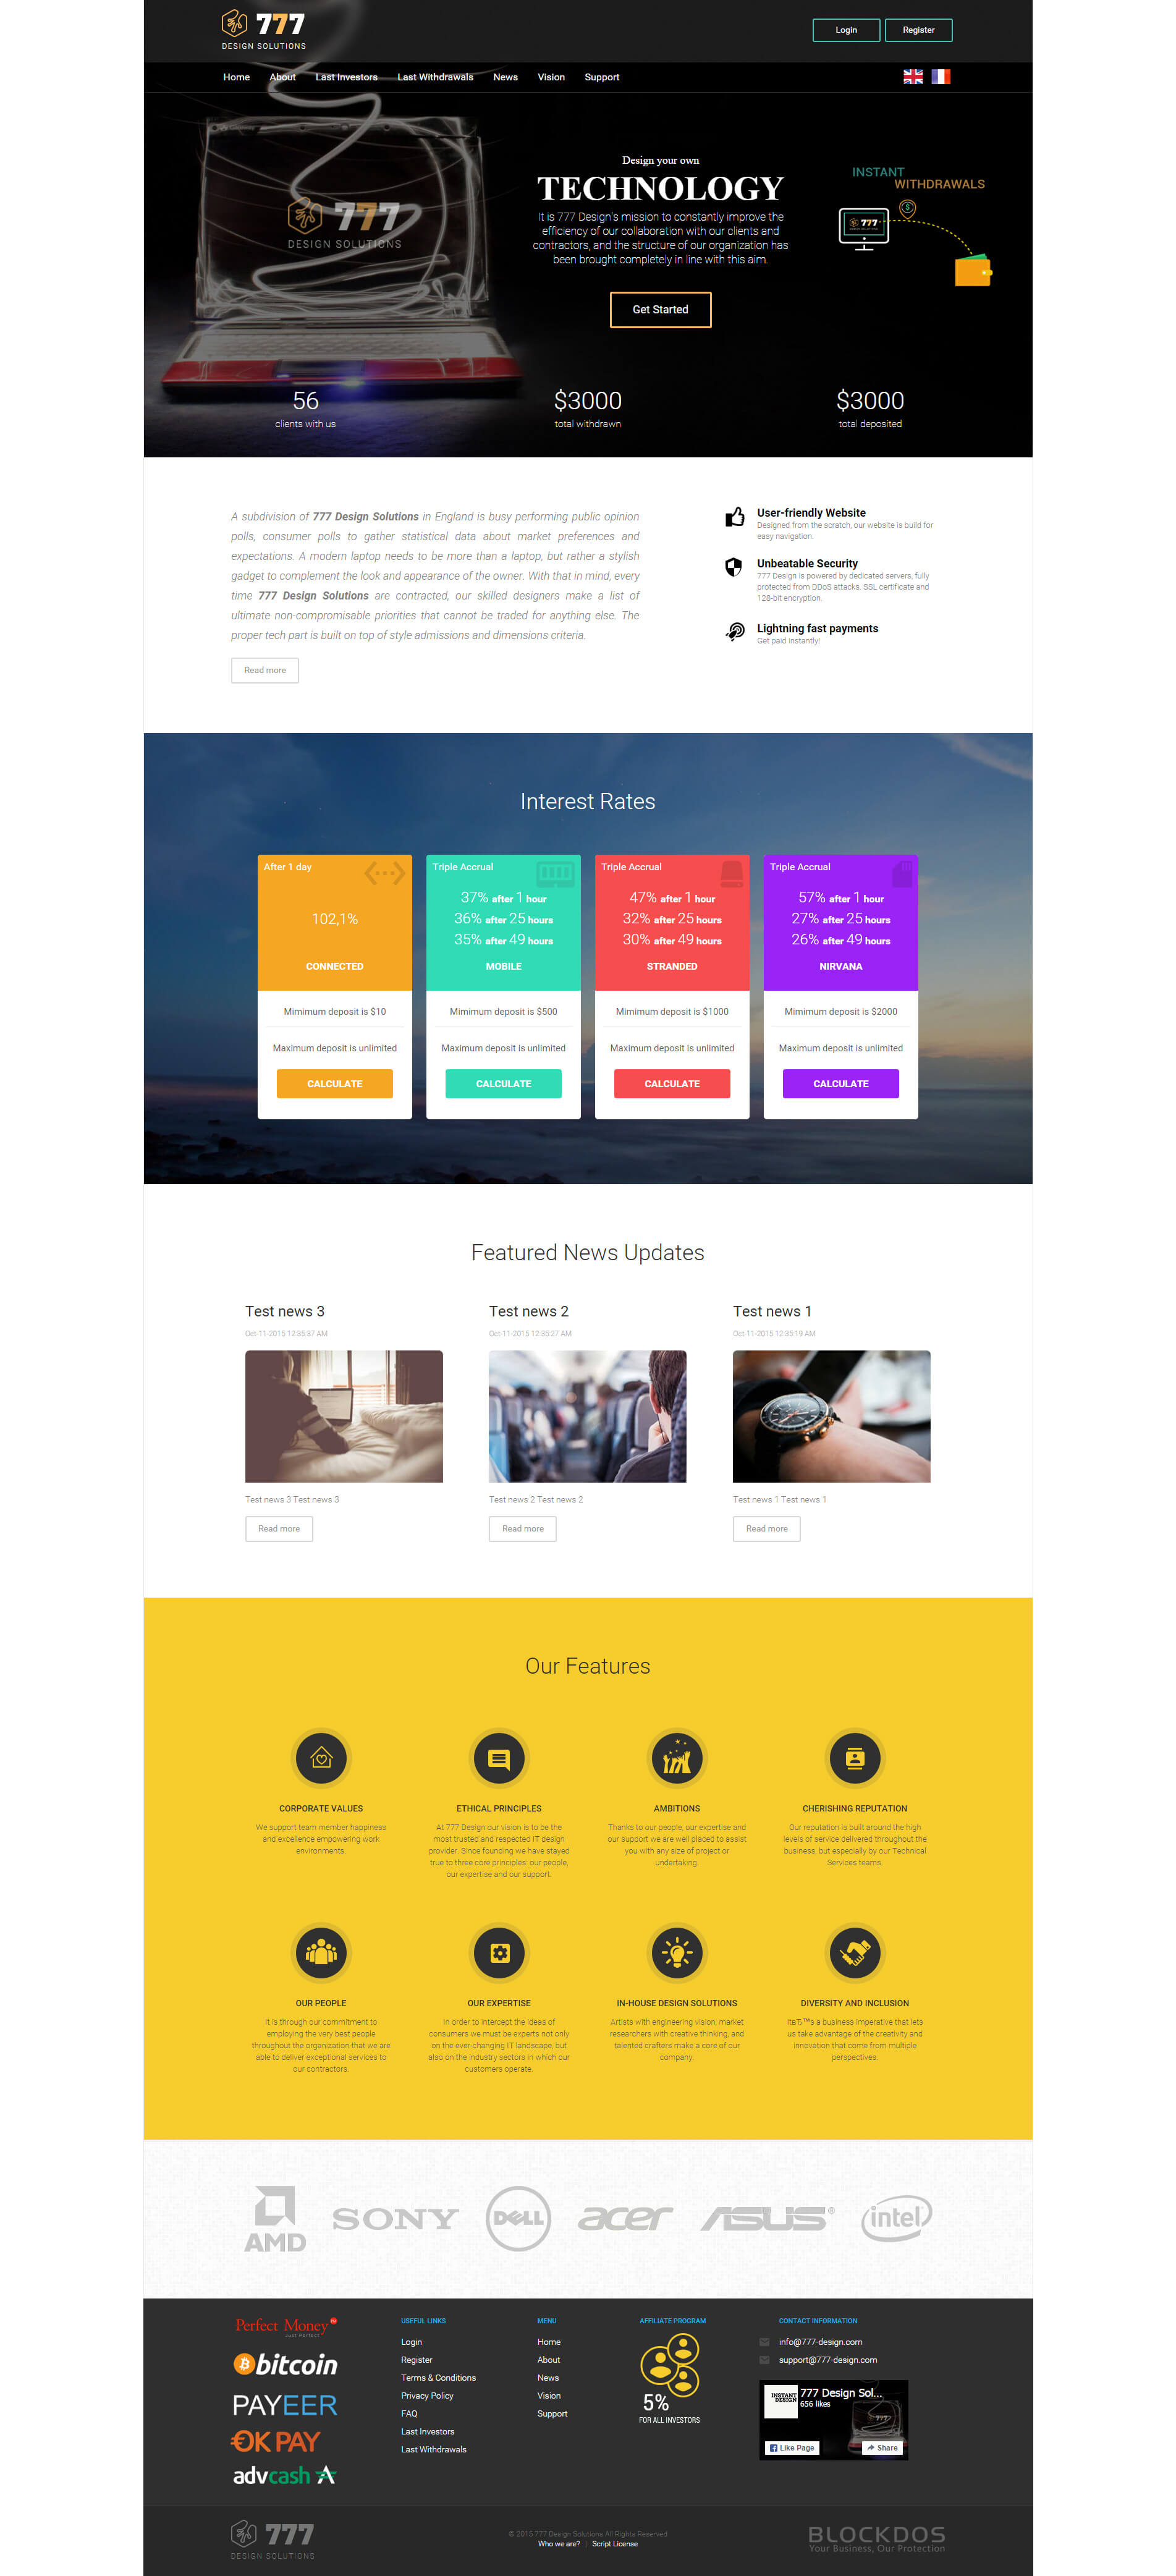 777
DESIGN SOLUTIONS
Login
Register
Home
About
Last Investors
Last Withdrawals
News
Vision
Support
777
DESIGN SOLUTIONS
Design your own
TECHNOLOGY
It is 777 Design's mission to constantly improve the
efficiency of our collaboration with our clients and
contractors, and the structure of our organization has
been brought completely in line with this aim.
Get Started
INSTANT
WITHDRAWALS
777
56
clients with us
$3000
total withdrawn
$3000
total deposited
A subdivision of 777 Design Solutions in England is busy performing public opinion
polls, consumer polls to gather statistical data about market preferences and
expectations. A modern laptop needs to be more than a laptop, but rather a stylish
gadget to complement the look and appearance of the owner. With that in mind, every
time 777 Design Solutions are contracted, our skilled designers make a list of
ultimate non-compromisable priorities that cannot be traded for anything else. The
proper tech part is built on top of style admissions and dimensions criteria.
Read more
User-friendly Website
Designed from the scratch, our website is build for
easy navigation.
Unbeatable Security
777 Design is powered by dedicated servers, fully
protected from DDoS attacks. SSL certificate and
128-bit encryption.
Lightning fast payments
Get paid instantly!
Interest Rates
After 1 day
102,1%
CONNECTED
Mimimum deposit is $10
Maximum deposit is unlimited
CALCULATE
Triple Accrual
37% after 1 hour
36% after 25 hours
35% after 49 hours
MOBILE
Mimimum deposit is $500
Maximum deposit is unlimited
CALCULATE
Triple Accrual
47% after 1 hour
32% after 25 hours
30% after 49 hours
STRANDED
Mimimum deposit is $1000
Maximum deposit is unlimited
CALCULATE
Triple Accrual
57% after 1 hour
27% after 25 hours
26% after 49 hours
NIRVANA
Mimimum deposit is $2000
Maximum deposit is unlimited
CALCULATE
Featured News Updates
Test news 3
Oct-11-2015 12:35:37 AM
Test news 3 Test news 3
Read more
Test news 2
Oct-11-2015 12:35:27 AM
Test news 2 Test news 2
Read more
Test news 1
Oct-11-2015 12:35:19 AM
Test news 1 Test news 1
Read more
Our Features
CORPORATE VALUES
We support team member happiness
and excellence empowering work
environments.
ETHICAL PRINCIPLES
At 777 Design our vision is to be the
most trusted and respected IT design
provider. Since founding we have stayed
true to three core principles: our people,
our expertise and our support.
AMBITIONS
Thanks to our people, our expertise and
our support we are well placed to assist
you with any size of project or
undertaking.
CHERISHING REPUTATION
Our reputation is built around the high
levels of service delivered throughout the
business, but especially by our Technical
Services teams.
OUR PEOPLE
It is through our commitment to
employing the very best people
throughout the organization that we are
able to deliver exceptional services to
our contractors.
OUR EXPERTISE
In order to intercept the ideas of
consumers we must be experts not only
on the ever-changing IT landscape, but
also on the industry sectors in which our
customers operate.
IN-HOUSE DESIGN SOLUTIONS
Artists with engineering vision, market
researchers with creative thinking, and
talented crafters make a core of our
company.
DIVERSITY AND INCLUSION
Itвђ™s a business imperative that lets
us take advantage of the creativity and
innovation that come from multiple
perspectives.
AMD
SONY
DELL
acer
ASUS®
intel
Perfect Money PM
Just Perfect
bitcoin
PAYEER
OKPAY
advcash A
USEFUL LINKS
Login
Register
Terms & Conditions
Privacy Policy
FAQ
Last Investors
Last Withdrawals
MENU
Home
About
News
Vision
Support
AFFILIATE PROGRAM
5%
FOR ALL INVESTORS
CONTACT INFORMATION
info@777-design.com
support@777-design.com
INSTANT
DESIGN
777 Design Sol...
656 likes
777
Like Page
Share
777
DESIGN SOLUTIONS
© 2015 777 Design Solutions All Rights Reserved
Who we are? | Script License
BLOCKDOS
Your Business, Our Protection